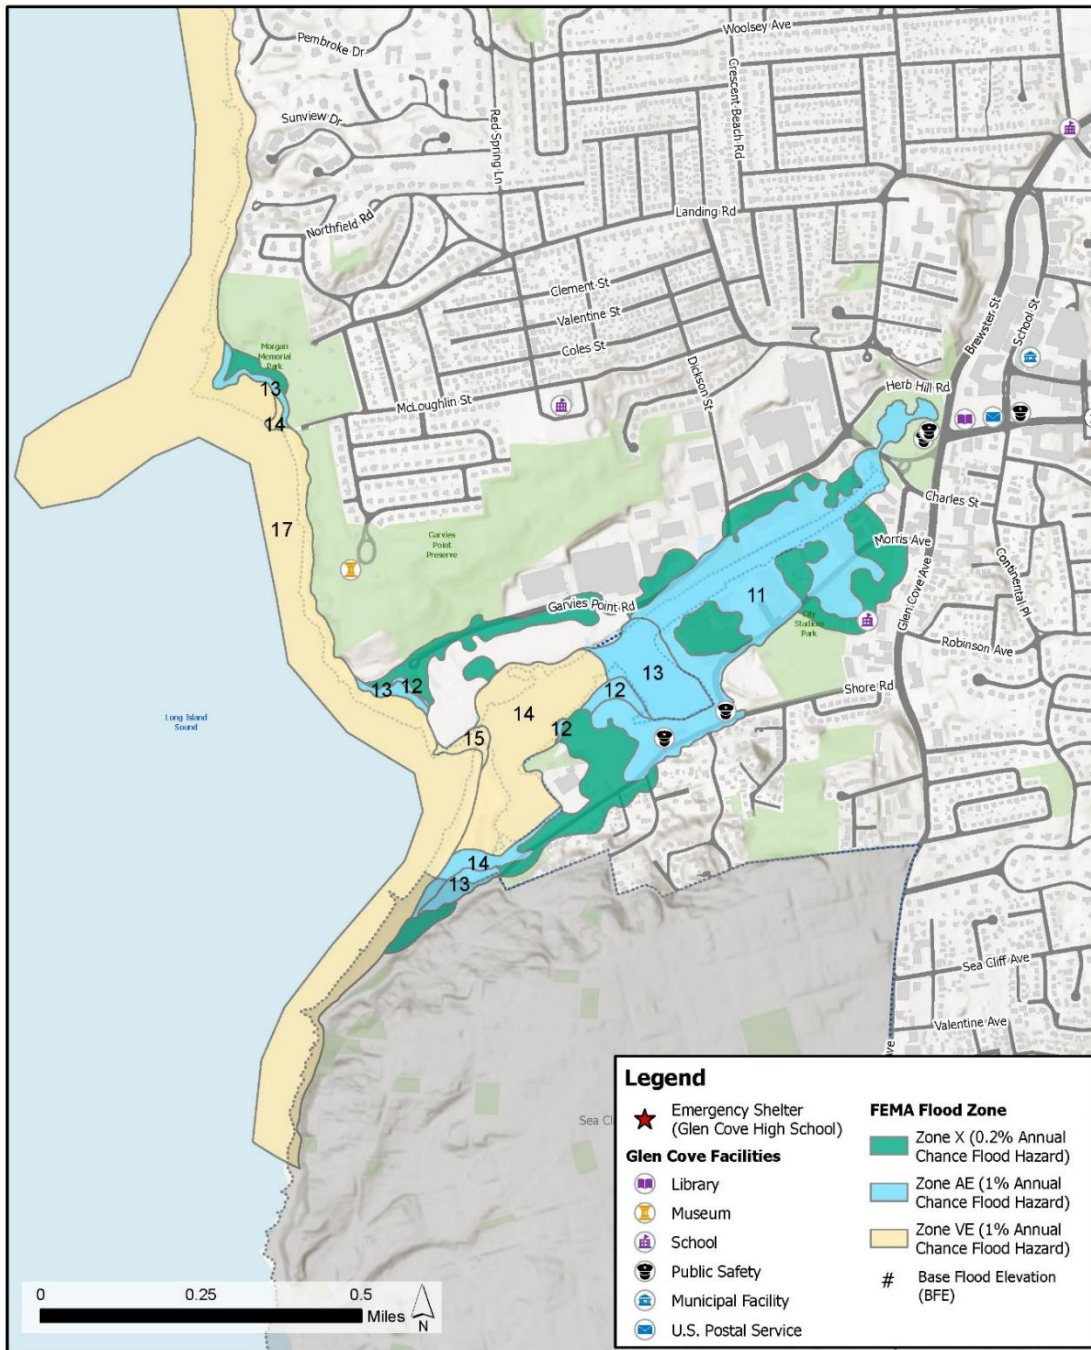 Woolsey Ave
Pembroke Dr
Crescent Beach Rd
Sunview Dr
Red Spring Ln
Landing Rd
Northfield Rd
Clement St
Valentine St
Coles St
Brewster St
School St
Morgan
Memorial
Park
13
14
McLoughlin St
Dickson St
Herb Hill Rd
17
Charles St
Garvies
Point
Preserve
Morris Ave
Continental Pl
11
Garvies Point Rd
City
Stadium
Park
Glen Cove Ave
Robinson Ave
13
12
13
12
Shore Rd
14
12
15
Long Island
Sound
14
13
Sea Cliff Ave
Valentine Ave
Legend
Emergency Shelter
(Glen Cove High School)
Glen Cove Facilities
Library
Museum
School
Public Safety
Municipal Facility
U.S. Postal Service
FEMA Flood Zone
Zone X (0.2% Annual
Chance Flood Hazard)
Zone AE (1% Annual
Chance Flood Hazard)
Zone VE (1% Annual
Chance Flood Hazard)
# Base Flood Elevation
(BFE)
0 0.25 0.5
Miles
N